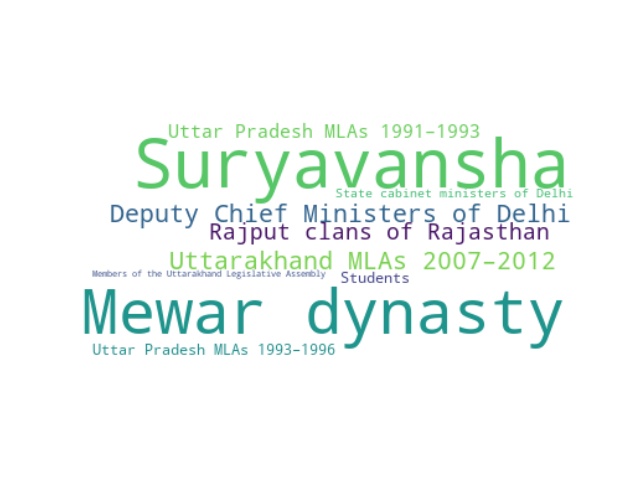 Uttar Pradesh MLAs 1991–1993
Suryavansha
State cabinet ministers of Delhi
Deputy Chief Ministers of Delhi
Rajput clans of Rajasthan
Uttarakhand MLAs 2007–2012
Members of the Uttarakhand Legislative Assembly
Students
Mewar dynasty
Uttar Pradesh MLAs 1993–1996